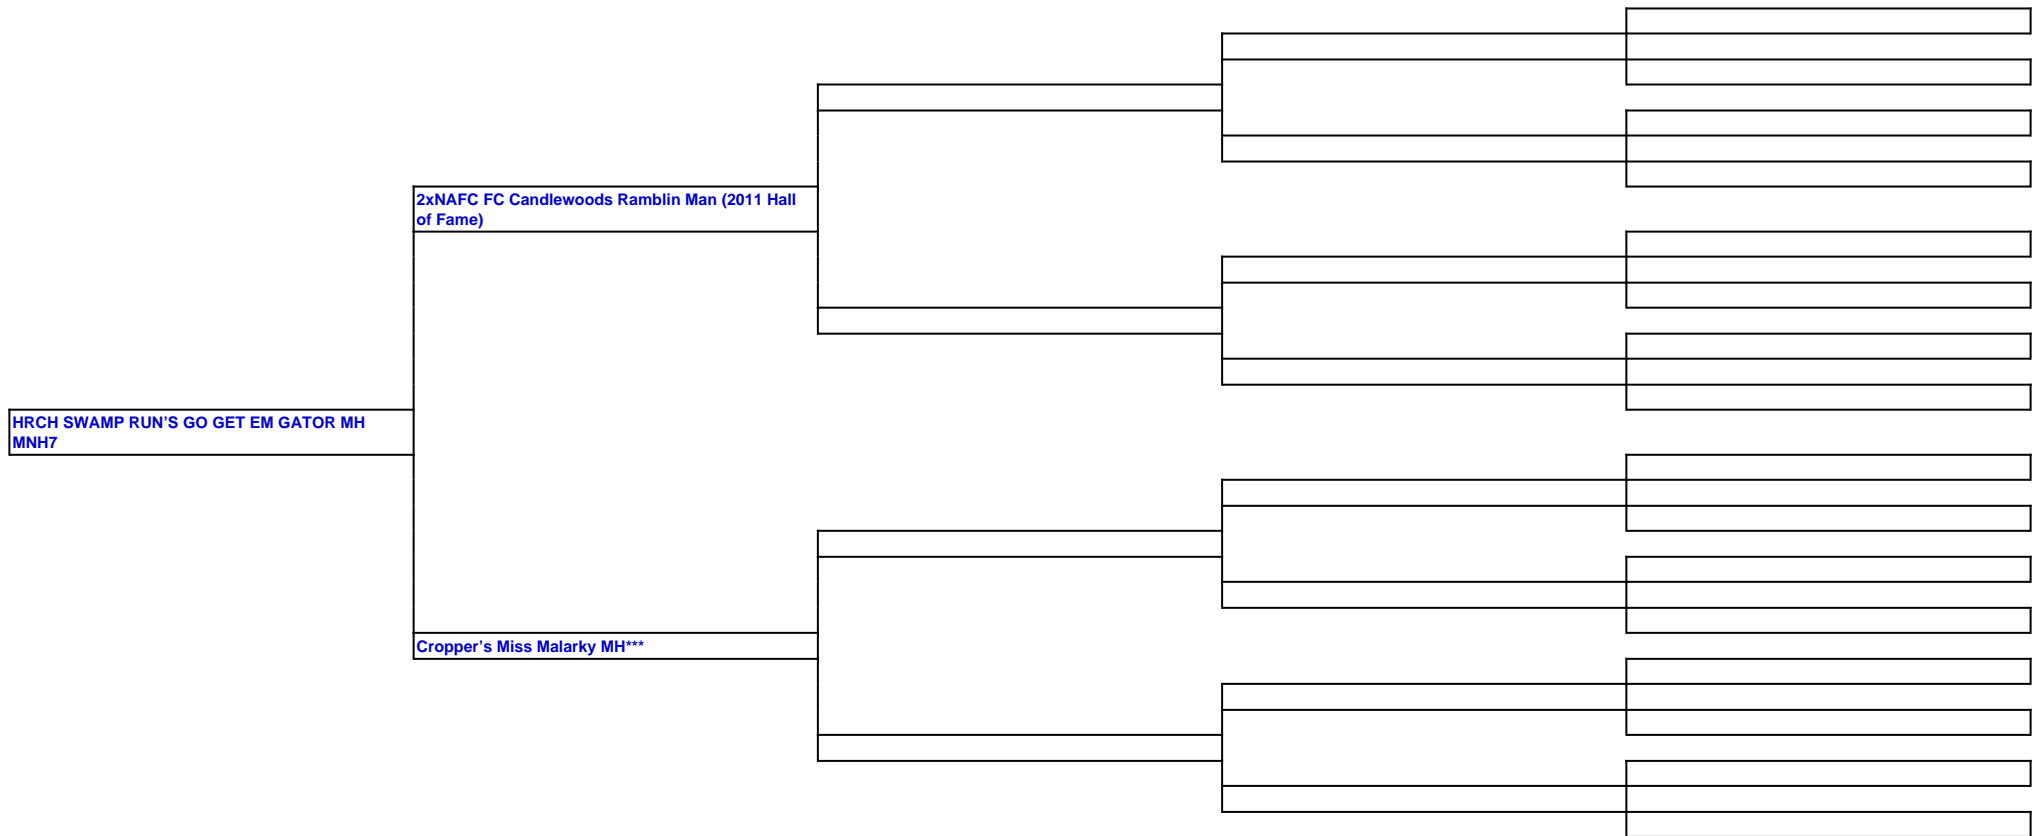 2xNAFC FC Candlewoods Ramblin Man (2011 Hall
of Fame)
HRCH SWAMP RUN’S GO GET EM GATOR MH
MNH7
Cropper’s Miss Malarky MH***